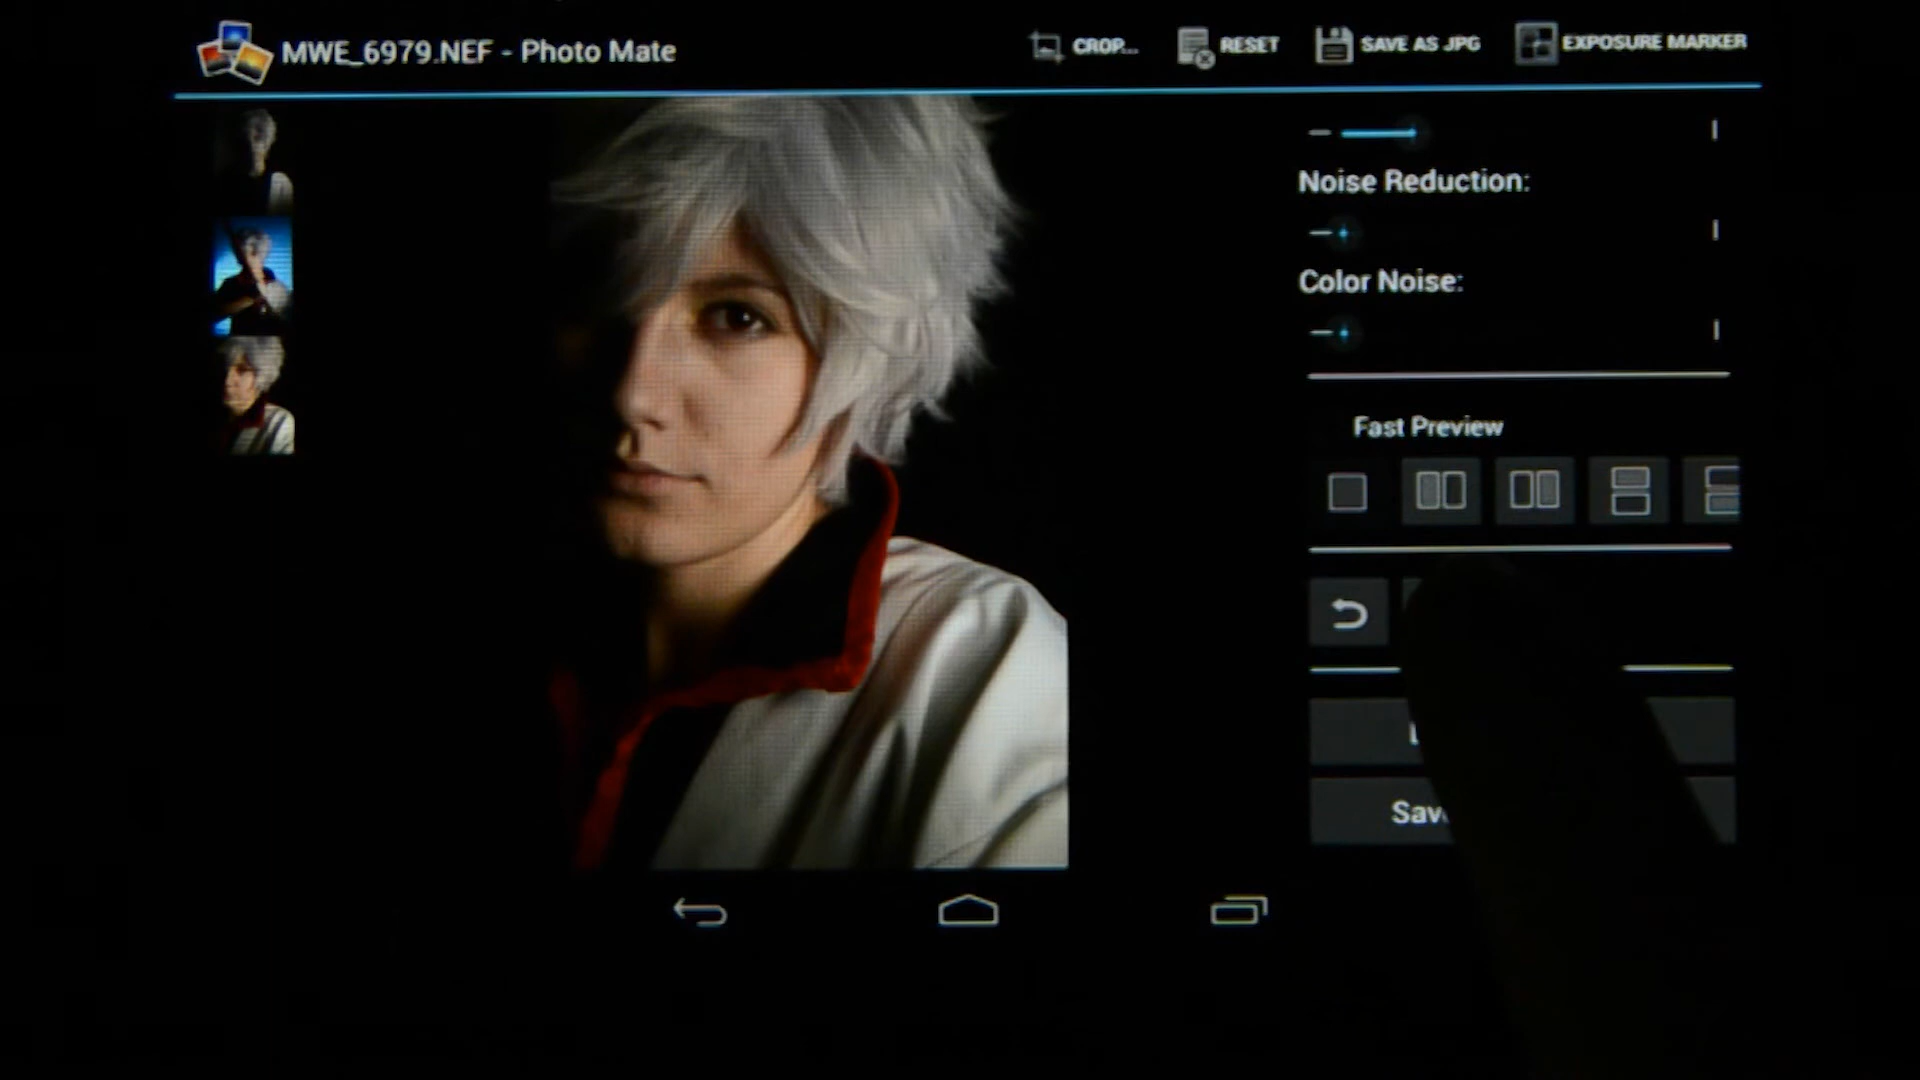 MWE_6979.NEF - Photo Mate
CROP...
RESET
SAVE AS JPG
EXPOSURE MARKER
Noise Reduction:
Color Noise:
Fast Preview